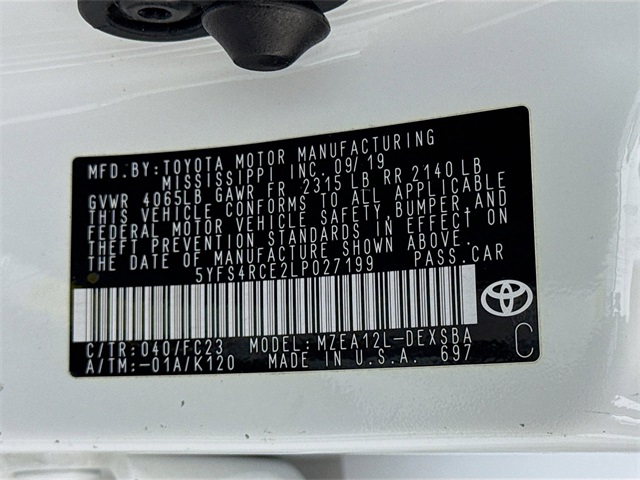 MFD.BY: TOYOTA MOTOR MANUFACTURING
MISSISSIPPI INC. 09/19
GVWR 4065LB GAWR FR 2315 LB RR 2140 LB
THIS VEHICLE CONFORMS TO ALL APPLICABLE
FEDERAL MOTOR VEHICLE SAFETY, BUMPER, AND
THEFT PREVENTION STANDARDS IN EFFECT ON
THE DATE OF MANUFACTURE SHOWN ABOVE.
5YFS4RCE2LP027199 PASS.CAR
C/TR: 040/FC23 MODEL: MZEA12L-DEXSBA
A/TM: -01A/K120 MADE IN U.S.A. 697
C